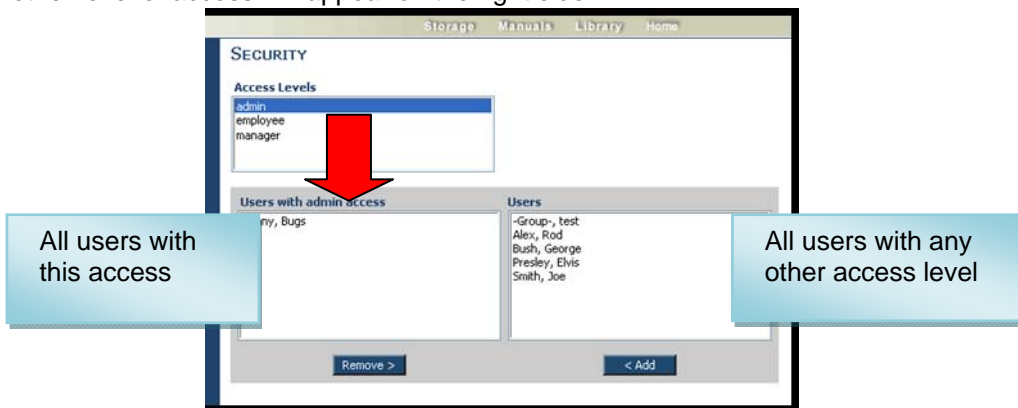 Storage Manuals Library Home
SECURITY
Access Levels
admin
employee
manager
Users with admin access
ny, Bugs
Users
-Group-, test
Alex, Rod
Bush, George
Presley, Elvis
Smith, Joe
All users with
this access
All users with any
other access level
Remove >
< Add